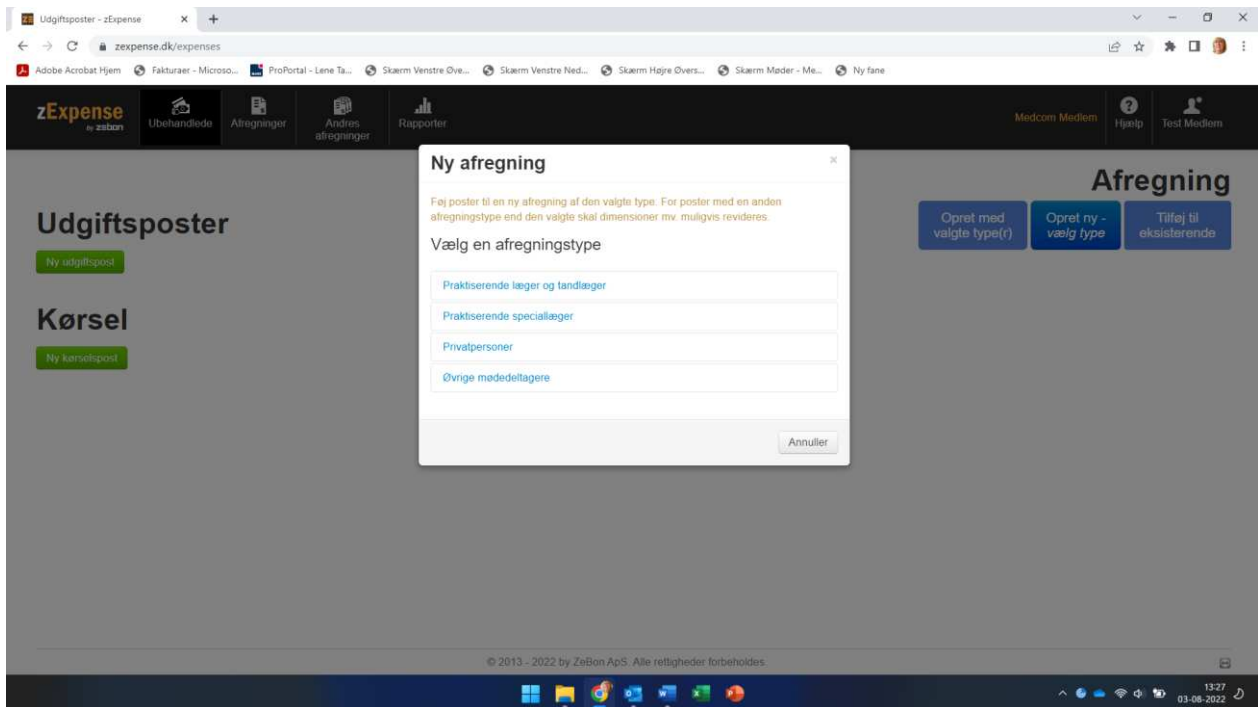 Udgiftsposter - zExpense
zexpense.dk/expenses
Adobe Acrobat Hjem Fakturaer - Microso... ProPortal - Lene Ta... Skærm Venstre Øve... Skærm Venstre Ned... Skærm Højre Øvers... Skærm Møder - Me... Ny fane
zExpense
by zebon
Ubehandlede
Afregninger
Andres
afregninger
Rapporter
Medcom Medlem
Hjælp
Test Medlem
Ny afregning
Føj poster til en ny afregning af den valgte type. For poster med en anden
afregningstype end den valgte skal dimensioner mv. muligvis revideres.
Vælg en afregningstype
Praktiserende læger og tandlæger
Praktiserende speciallæger
Privatpersoner
Øvrige mødedeltagere
Annuller
Udgiftsposter
Ny udgiftspost
Kørsel
Ny kørselspost
Afregning
Opret med
valgte type(r)
Opret ny -
vælg type
Tilføj til
eksisterende
© 2013 - 2022 by ZeBon ApS. Alle rettigheder forbeholdes.
13:27
03-08-2022